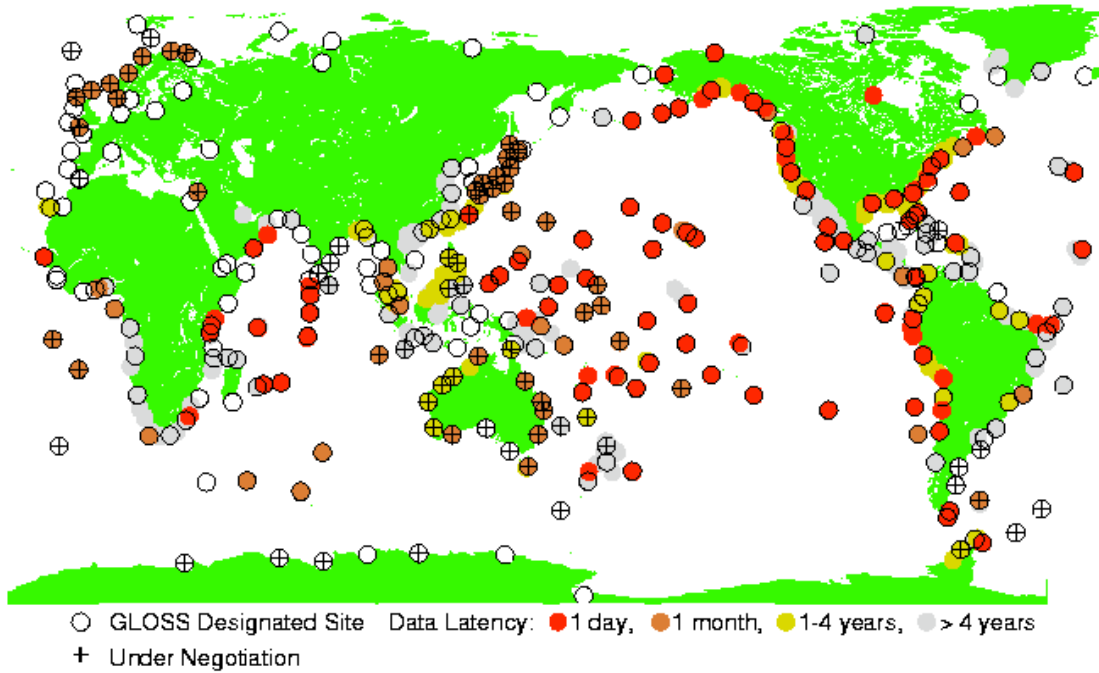 GLOSS Designated Site Data Latency: 1 day, 1 month, 1-4 years, > 4 years
+ Under Negotiation